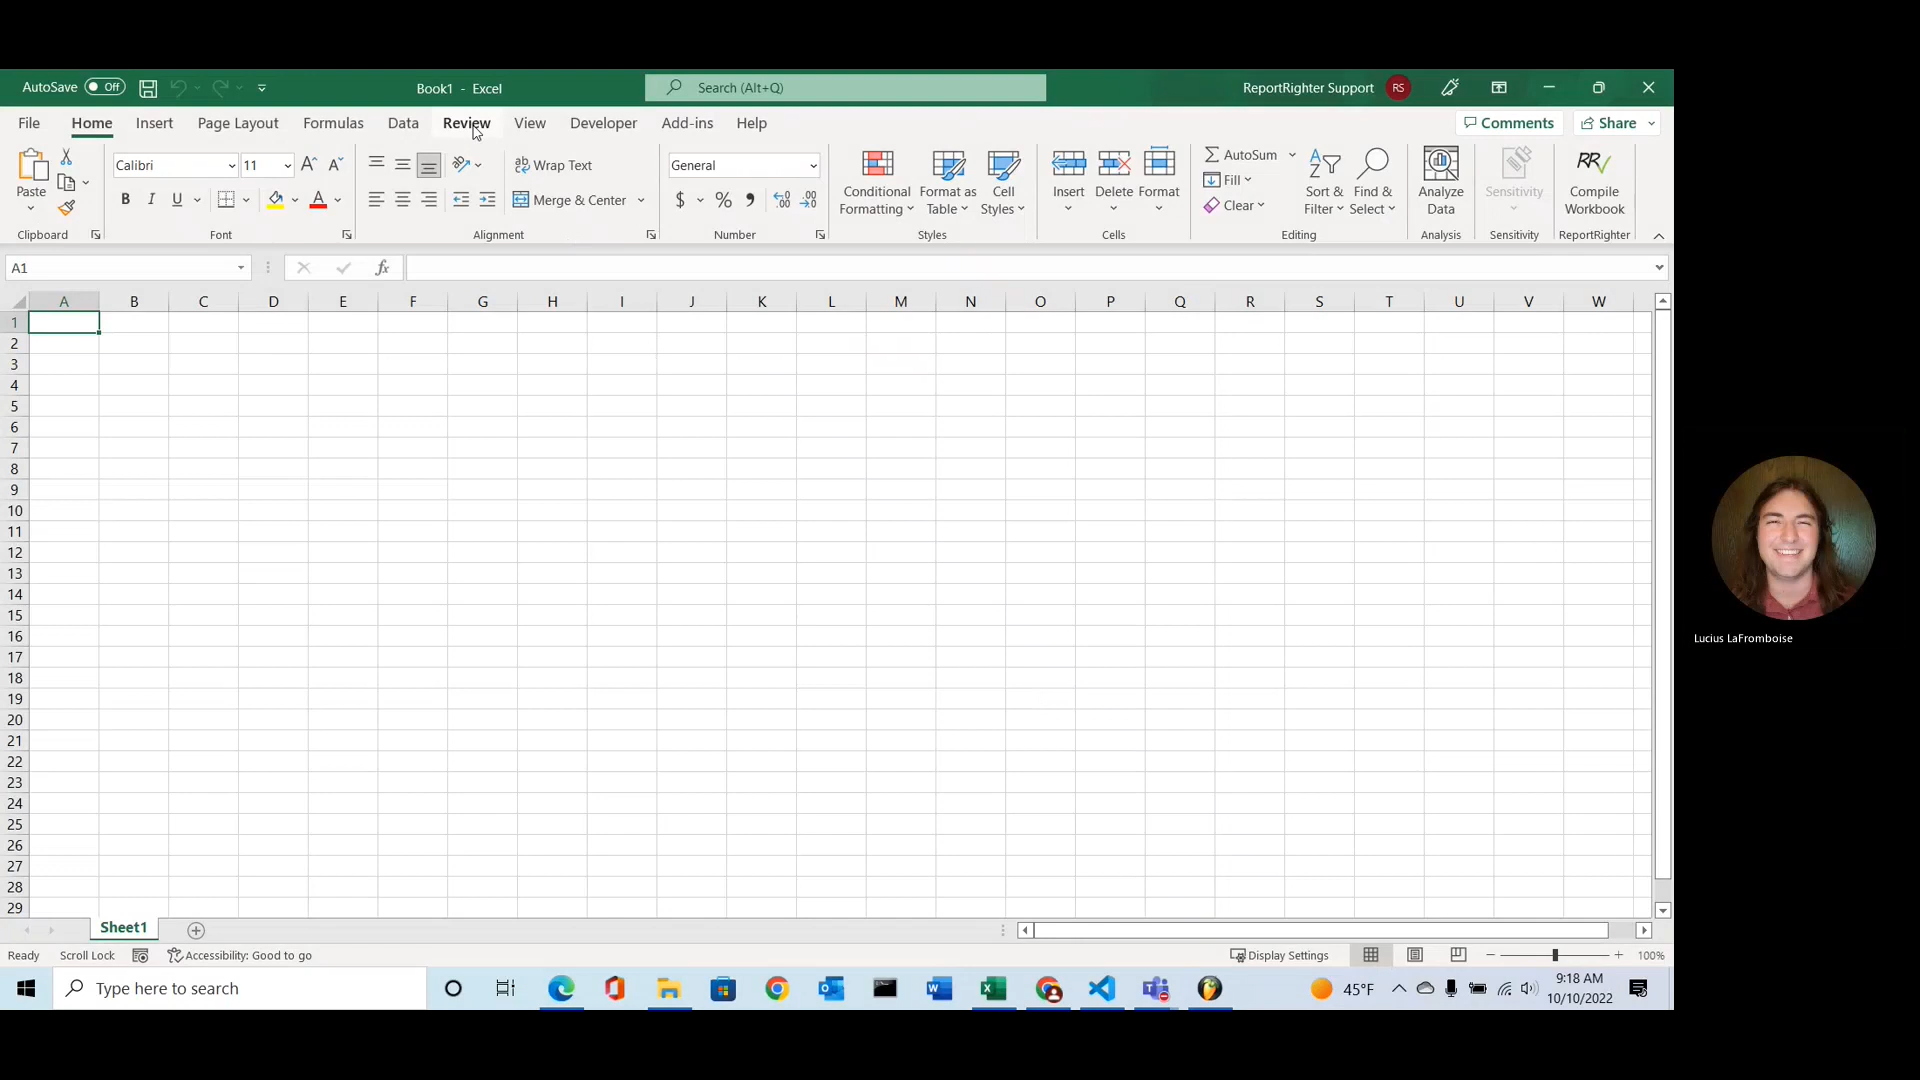 AutoSave Off
Book1 - Excel
Search (Alt+Q)
ReportRighter Support RS
File Home Insert Page Layout Formulas Data Review View Developer Add-ins Help
Comments Share
Paste
Calibri 11 A^ Aˇ
B I U A
ab Wrap Text
Merge & Center
General
$ % , .00 .00
Conditional Formatting
Format as Table
Cell Styles
Insert Delete Format
AutoSum
Fill
Clear
Sort & Filter
Find & Select
Analyze Data
Sensitivity
RR
Compile Workbook
Clipboard Font Alignment Number Styles Cells Editing Analysis Sensitivity ReportRighter
A1 fx
A B C D E F G H I J K L M N O P Q R S T U V W
1
2
3
4
5
6
7
8
9
10
11
12
13
14
15
16
17
18
19
20
21
22
23
24
25
26
27
28
29
Lucius LaFromboise
Sheet1
Ready Scroll Lock Accessibility: Good to go Display Settings 100%
Type here to search
45°F
9:18 AM
10/10/2022